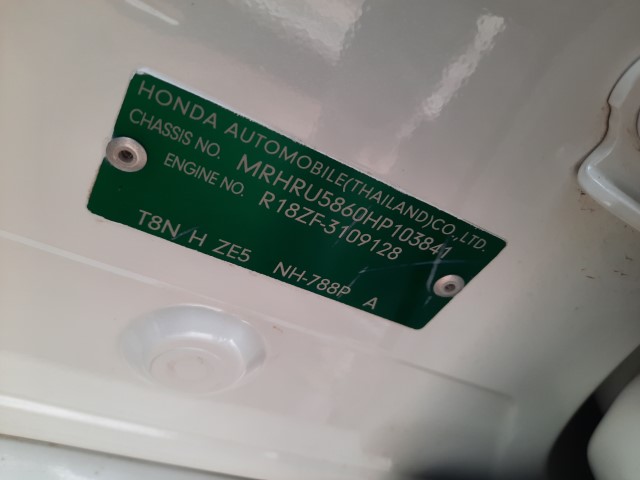 HONDA AUTOMOBILE(THAILAND)CO.,LTD.
CHASSIS NO. MRHRU5860HP103841
ENGINE NO. R18ZF-3109128
T8N H ZE5 NH-788P A